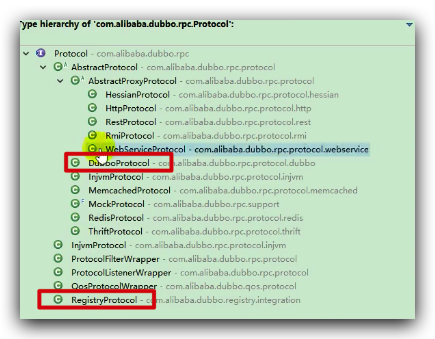 Type hierarchy of 'com.alibaba.dubbo.rpc.Protocol':
Protocol - com.alibaba.dubbo.rpc
AbstractProtocol - com.alibaba.dubbo.rpc.protocol
AbstractProxyProtocol - com.alibaba.dubbo.rpc.protocol
HessianProtocol - com.alibaba.dubbo.rpc.protocol.hessian
HttpProtocol - com.alibaba.dubbo.rpc.protocol.http
RestProtocol - com.alibaba.dubbo.rpc.protocol.rest
RmiProtocol - com.alibaba.dubbo.rpc.protocol.rmi
WebServiceProtocol - com.alibaba.dubbo.rpc.protocol.webservice
DubboProtocol - com.alibaba.dubbo.rpc.protocol.dubbo
InjvmProtocol - com.alibaba.dubbo.rpc.protocol.injvm
MemcachedProtocol - com.alibaba.dubbo.rpc.protocol.memcached
MockProtocol - com.alibaba.dubbo.rpc.support
RedisProtocol - com.alibaba.dubbo.rpc.protocol.redis
ThriftProtocol - com.alibaba.dubbo.rpc.protocol.thrift
InjvmProtocol - com.alibaba.dubbo.rpc.protocol.injvm
ProtocolFilterWrapper - com.alibaba.dubbo.rpc.protocol
ProtocolListenerWrapper - com.alibaba.dubbo.rpc.protocol
QosProtocolWrapper - com.alibaba.dubbo.qos.protocol
RegistryProtocol - com.alibaba.dubbo.registry.integration